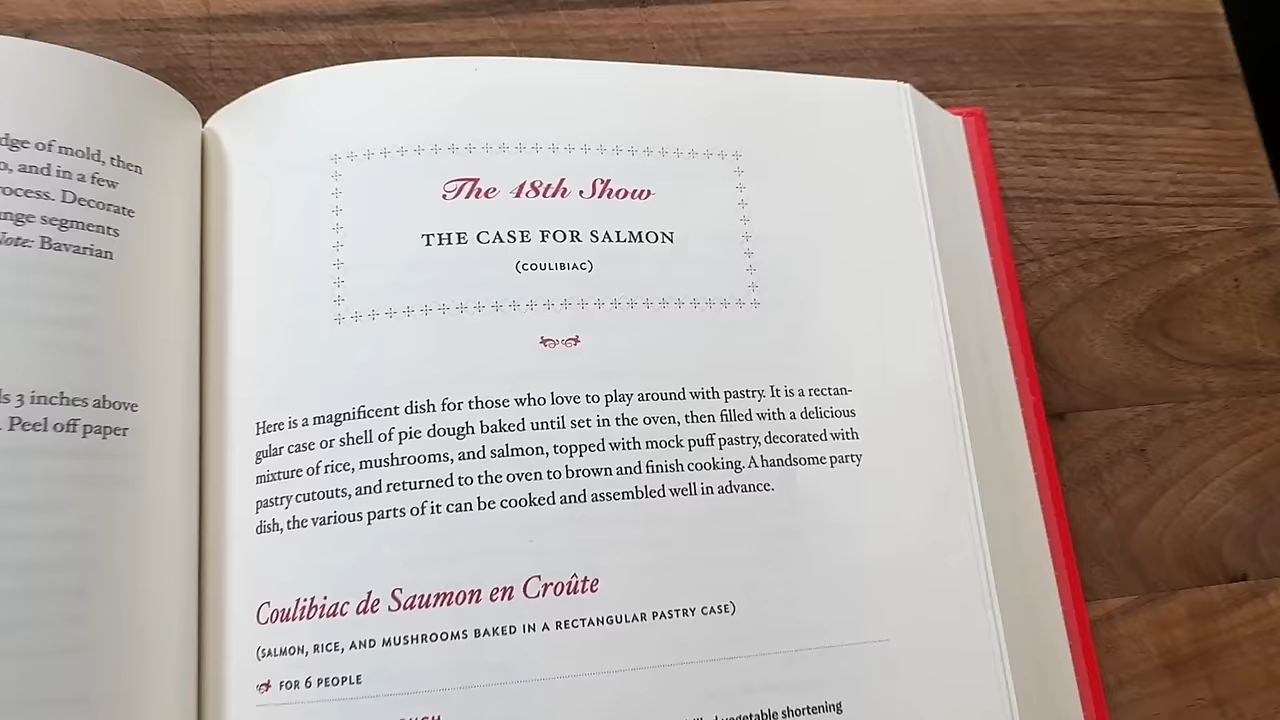 dge of mold, then
o, and in a few
rocess. Decorate
nge segments
Note: Bavarian
ls 3 inches above
. Peel off paper
The 48th Show
THE CASE FOR SALMON
(COULIBIAC)
Here is a magnificent dish for those who love to play around with pastry. It is a rectan-
gular case or shell of pie dough baked until set in the oven, then filled with a delicious
mixture of rice, mushrooms, and salmon, topped with mock puff pastry, decorated with
pastry cutouts, and returned to the oven to brown and finish cooking. A handsome party
dish, the various parts of it can be cooked and assembled well in advance.
Coulibiac de Saumon en Croûte
(SALMON, RICE, AND MUSHROOMS BAKED IN A RECTANGULAR PASTRY CASE)
FOR 6 PEOPLE
vegetable shortening